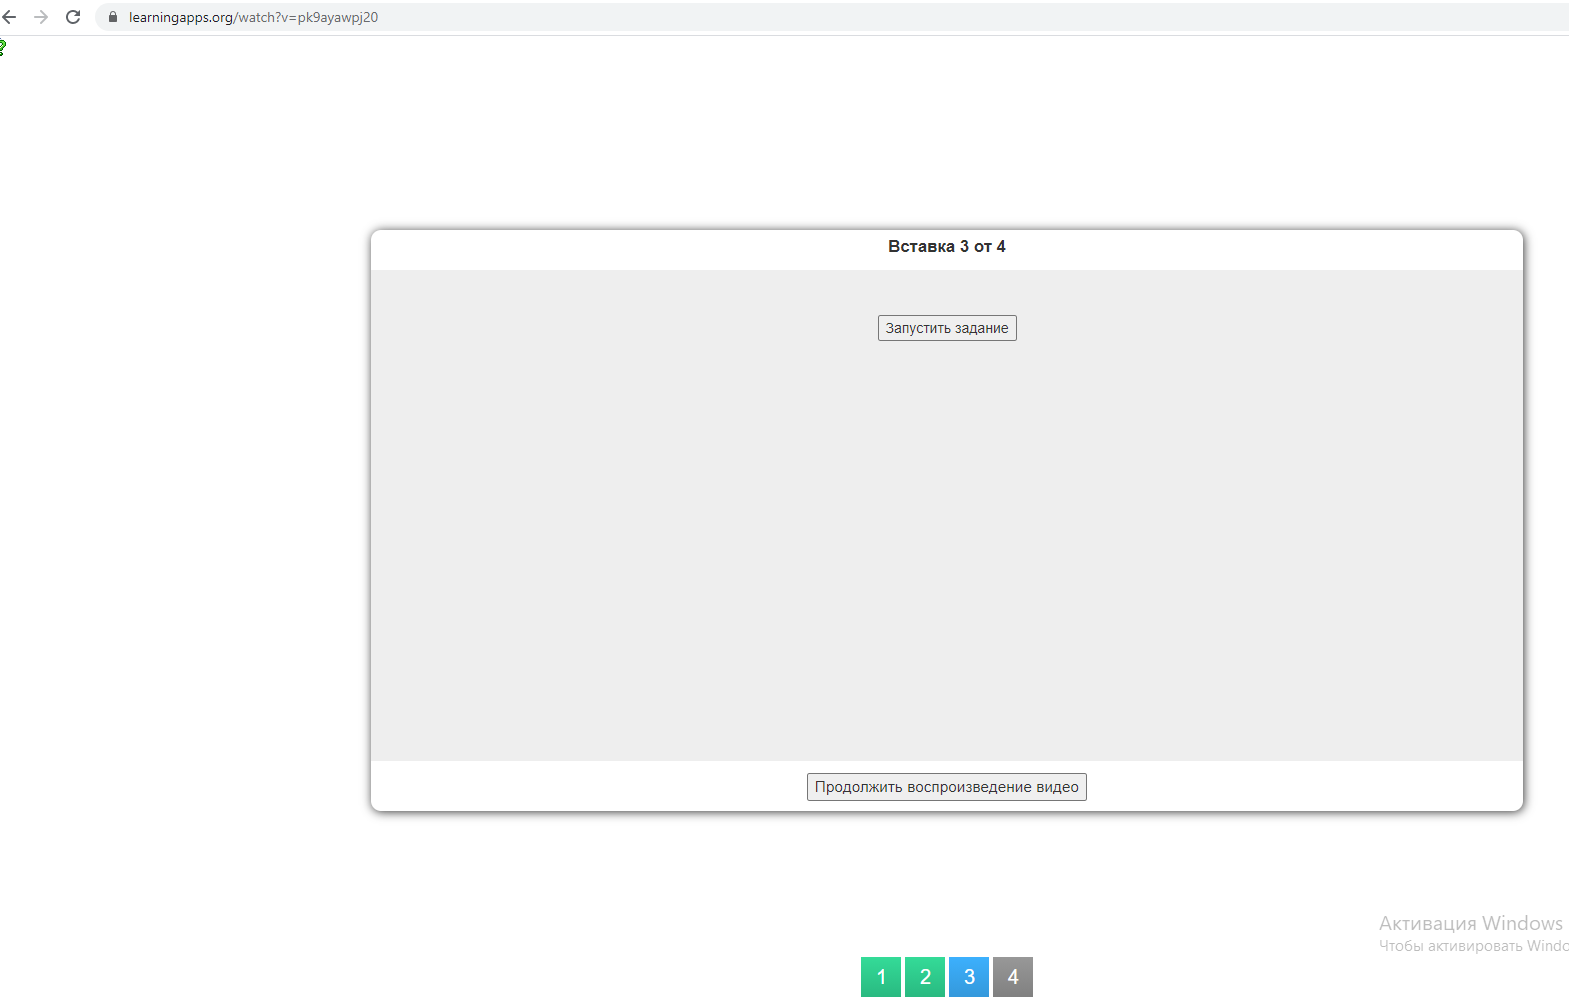 learningapps.org/watch?v=pk9ayawpj20
?
Вставка 3 от 4
Запустить задание
Продолжить воспроизведение видео
Активация Windows
Чтобы активировать Windo
1 2 3 4